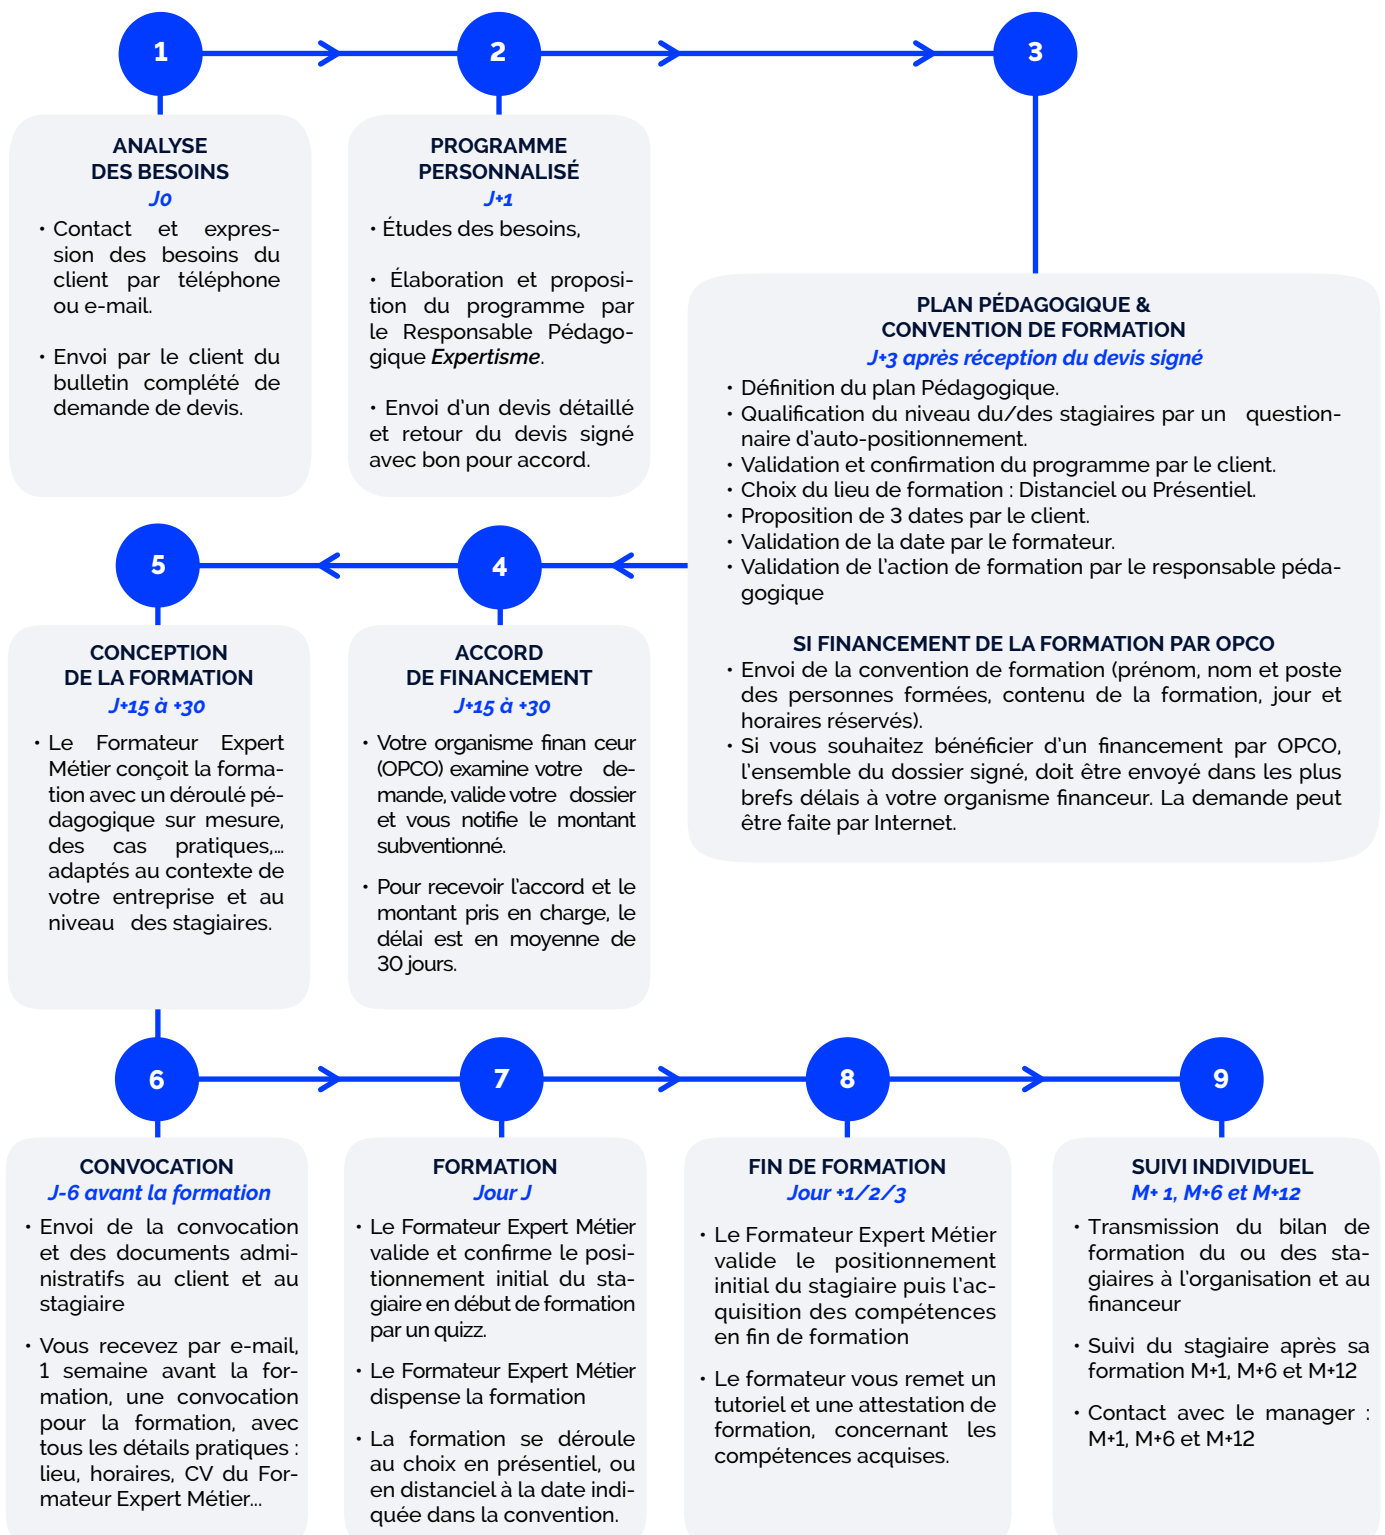 1
ANALYSE
DES BESOINS
J0
• Contact et expres-
sion des besoins du
client par téléphone
ou e-mail.
• Envoi par le client du
bulletin complété de
demande de devis.
2
PROGRAMME
PERSONNALISÉ
J+1
• Études des besoins,
• Élaboration et proposi-
tion du programme par
le Responsable Pédago-
gique Expertisme.
• Envoi d'un devis détaillé
et retour du devis signé
avec bon pour accord.
3
PLAN PÉDAGOGIQUE &
CONVENTION DE FORMATION
J+3 après réception du devis signé
• Définition du plan Pédagogique.
• Qualification du niveau du/des stagiaires par un question-
naire d'auto-positionnement.
• Validation et confirmation du programme par le client.
• Choix du lieu de formation : Distanciel ou Présentiel.
• Proposition de 3 dates par le client.
• Validation de la date par le formateur.
• Validation de l'action de formation par le responsable péda-
gogique
SI FINANCEMENT DE LA FORMATION PAR OPCO
• Envoi de la convention de formation (prénom, nom et poste
des personnes formées, contenu de la formation, jour et
horaires réservés).
• Si vous souhaitez bénéficier d'un financement par OPCO,
l'ensemble du dossier signé, doit être envoyé dans les plus
brefs délais à votre organisme financeur. La demande peut
être faite par Internet.
4
ACCORD
DE FINANCEMENT
J+15 à +30
• Votre organisme finan ceur
(OPCO) examine votre de-
mande, valide votre dossier
et vous notifie le montant
subventionné.
• Pour recevoir l'accord et le
montant pris en charge, le
délai est en moyenne de
30 jours.
5
CONCEPTION
DE LA FORMATION
J+15 à +30
• Le Formateur Expert
Métier conçoit la forma-
tion avec un déroulé pé-
dagogique sur mesure,
des cas pratiques,...
adaptés au contexte de
votre entreprise et au
niveau des stagiaires.
6
CONVOCATION
J-6 avant la formation
• Envoi de la convocation
et des documents admi-
nistratifs au client et au
stagiaire
• Vous recevez par e-mail,
1 semaine avant la for-
mation, une convocation
pour la formation, avec
tous les détails pratiques :
lieu, horaires, CV du For-
mateur Expert Métier...
7
FORMATION
Jour J
• Le Formateur Expert Métier
valide et confirme le posi-
tionnement initial du sta-
giaire en début de formation
par un quizz.
• Le Formateur Expert Métier
dispense la formation
• La formation se déroule
au choix en présentiel, ou
en distanciel à la date indi-
quée dans la convention.
8
FIN DE FORMATION
Jour +1/2/3
• Le Formateur Expert Métier
valide le positionnement
initial du stagiaire puis l'ac-
quisition des compétences
en fin de formation
• Le formateur vous remet un
tutoriel et une attestation de
formation, concernant les
compétences acquises.
9
SUIVI INDIVIDUEL
M+ 1, M+6 et M+12
• Transmission du bilan de
formation du ou des sta-
giaires à l'organisation et au
financeur
• Suivi du stagiaire après sa
formation M+1, M+6 et M+12
• Contact avec le manager :
M+1, M+6 et M+12